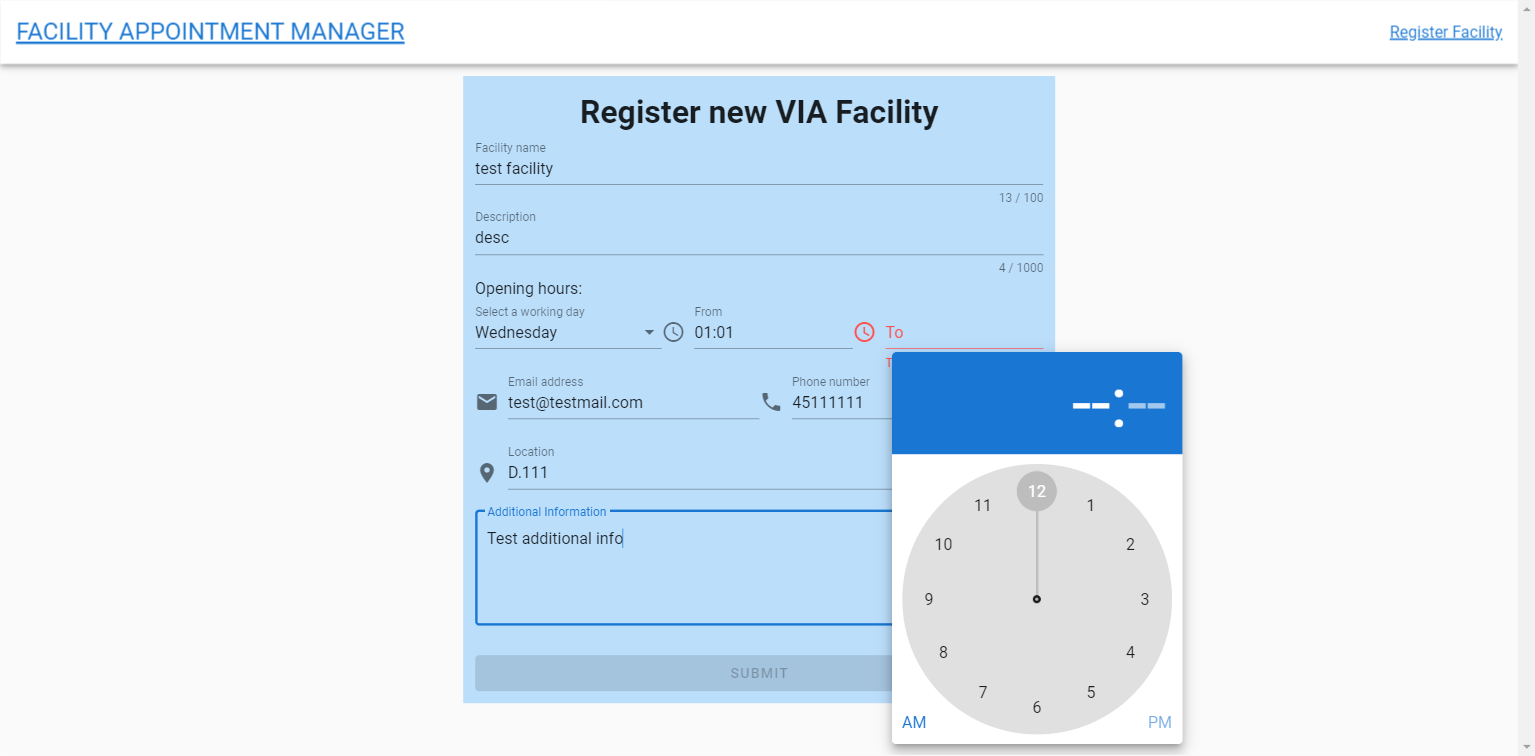 FACILITY APPOINTMENT MANAGER
Register Facility
Register new VIA Facility
Facility name
test facility
13 / 100
Description
desc
4 / 1000
Opening hours:
Select a working day
From
Wednesday
01:01
To
Email address
Phone number
test@testmail.com
45111111
--:--
Location
D.111
Additional Information
Test additional info
SUBMIT
12
11
1
10
2
9
3
8
4
7
5
6
AM
PM